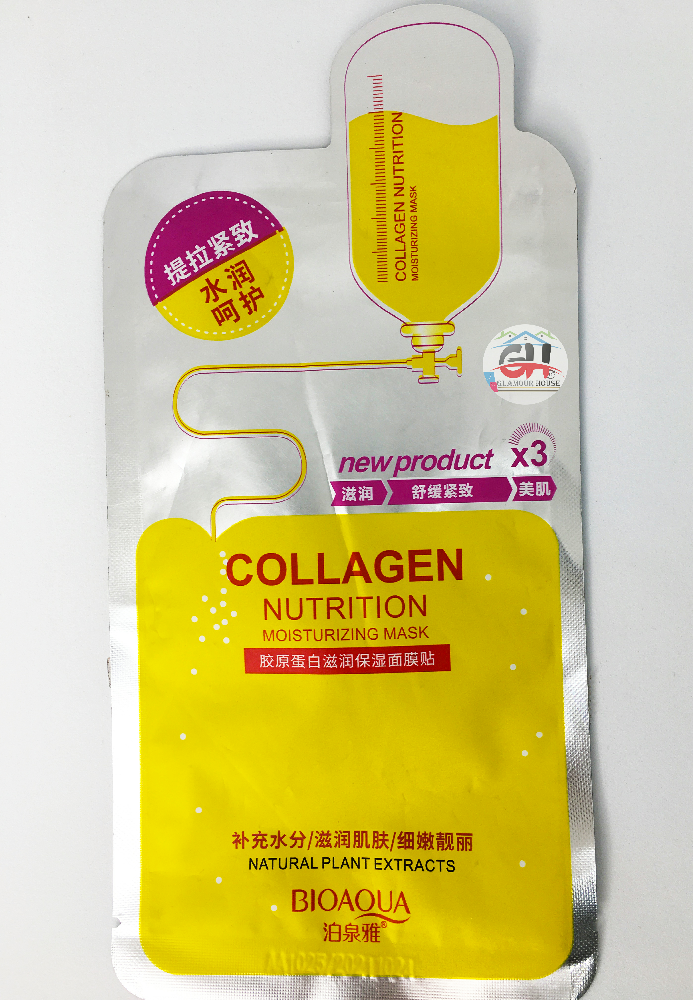 COLLAGEN NUTRITION
MOISTURIZING MASK
提拉紧致
水润
呵护
GH
GLAMOUR HOUSE
new product x3
滋润 舒缓紧致 美肌
COLLAGEN
NUTRITION
MOISTURIZING MASK
胶原蛋白滋润保湿面膜贴
补充水分/滋润肌肤/细嫩靓丽
NATURAL PLANT EXTRACTS
BIOAQUA
泊泉雅®